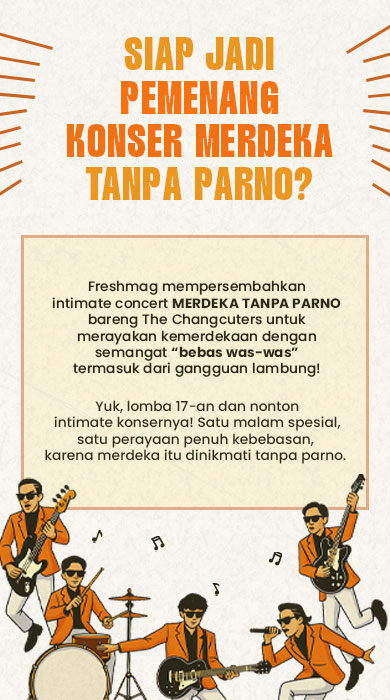 SIAP JADI
PEMENANG
KONSER MERDEKA
TANPA PARNO?
Freshmag mempersembahkan
intimate concert MERDEKA TANPA PARNO
bareng The Changcuters untuk
merayakan kemerdekaan dengan
semangat “bebas was-was”
termasuk dari gangguan lambung!
Yuk, lomba 17-an dan nonton
intimate konsernya! Satu malam spesial,
satu perayaan penuh kebebasan,
karena merdeka itu dinikmati tanpa parno.